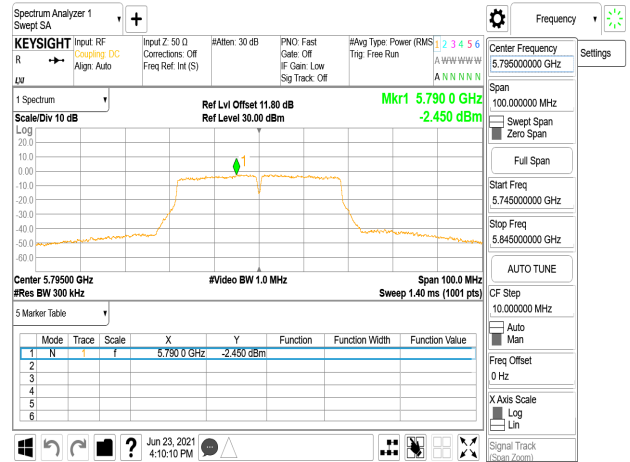 Spectrum Analyzer 1
Swept SA
Frequency
KEYSIGHT
R
Input: RF
Coupling: DC
Align: Auto
Input Z: 50 Ω
Corrections: Off
Freq Ref: Int (S)
#Atten: 30 dB
PNO: Fast
Gate: Off
IF Gain: Low
Sig Track: Off
#Avg Type: Power (RMS
Trig: Free Run
1 2 3 4 5 6
A W W W W W
A N N N N N
Center Frequency
5.795000000 GHz
Settings
Span
100.000000 MHz
Swept Span
Zero Span
Full Span
Start Freq
5.745000000 GHz
Stop Freq
5.845000000 GHz
AUTO TUNE
CF Step
10.000000 MHz
Auto
Man
Freq Offset
0 Hz
X Axis Scale
Log
Lin
Signal Track
(Span Zoom)
1 Spectrum
Scale/Div 10 dB
Ref Lvl Offset 11.80 dB
Ref Level 30.00 dBm
Mkr1 5.790 0 GHz
-2.450 dBm
Log
20.0
10.0
0.00
-10.0
-20.0
-30.0
-40.0
-50.0
-60.0
1
Center 5.79500 GHz
#Res BW 300 kHz
#Video BW 1.0 MHz
Span 100.0 MHz
Sweep 1.40 ms (1001 pts)
5 Marker Table
Mode Trace Scale X Y Function Function Width Function Value
1 N 1 f 5.790 0 GHz -2.450 dBm
2
3
4
5
6
?
Jun 23, 2021
4:10:10 PM